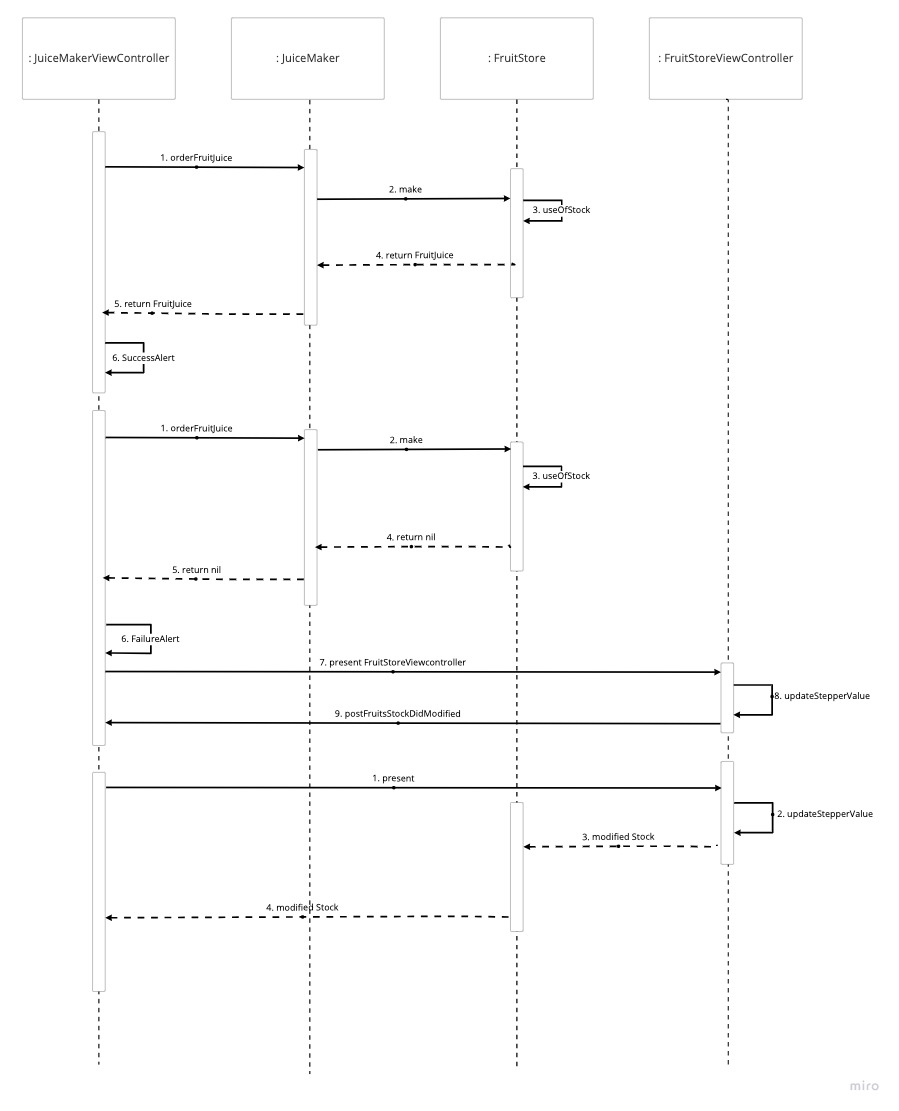 : JuiceMakerViewController
: JuiceMaker
: FruitStore
: FruitStoreViewController
1. orderFruitJuice
2. make
3. useOfStock
4. return FruitJuice
5. return FruitJuice
6. SuccessAlert
1. orderFruitJuice
2. make
3. useOfStock
4. return nil
5. return nil
6. FailureAlert
7. present FruitStoreViewcontroller
8. updateStepperValue
9. postFruitsStockDidModified
1. present
2. updateStepperValue
3. modified Stock
4. modified Stock
miro